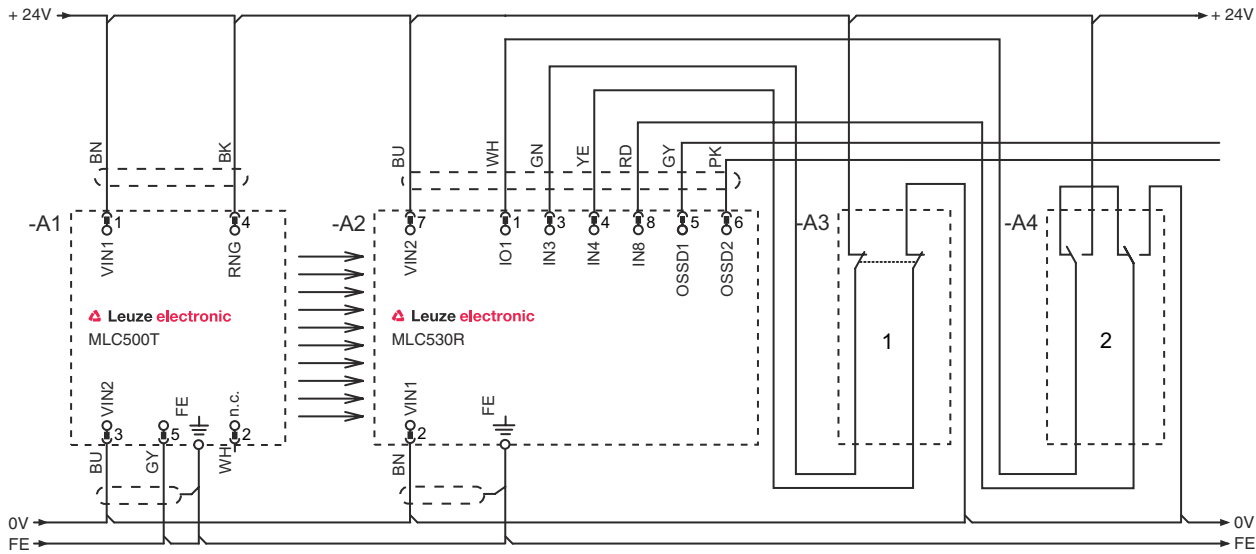 + 24V
+ 24V
BN
BK
BU
WH
GN
YE
RD
GY
PK
-A1
1
4
-A2
7
1
3
4
8
5
6
-A3
-A4
VIN1
RNG
VIN2
IO1
IN3
IN4
IN8
OSSD1
OSSD2
Leuze electronic
MLC500T
Leuze electronic
MLC530R
1
2
VIN2
FE
n.c.
VIN1
FE
3
5
2
2
BU
GY
WH
BN
0V
0V
FE
FE